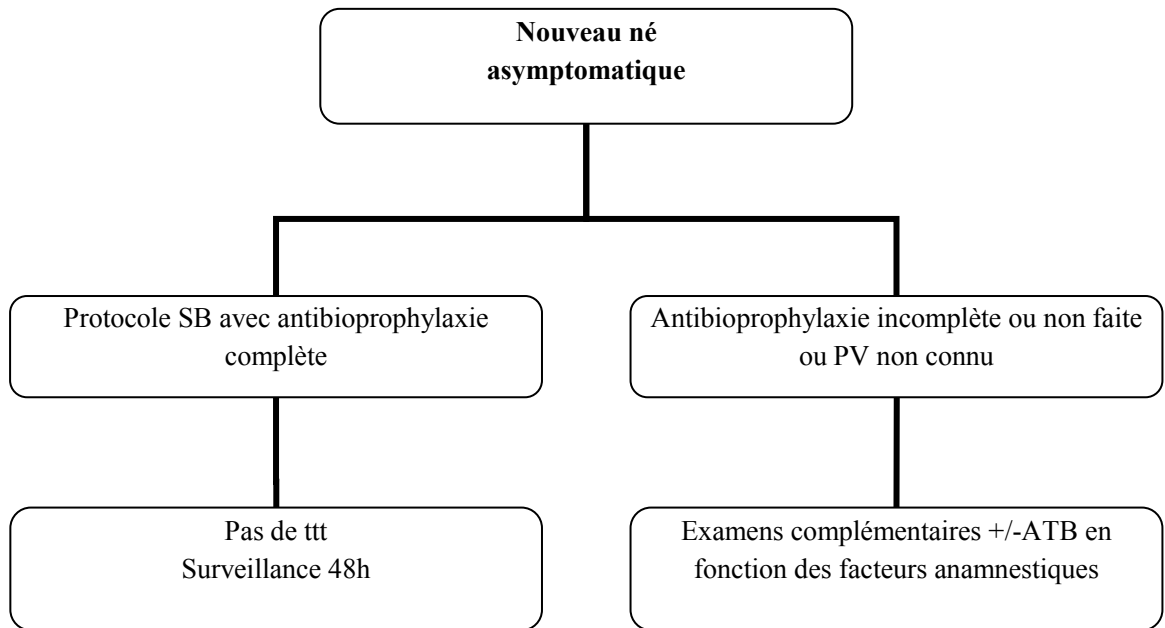 Nouveau né
asymptomatique
Protocole SB avec antibioprophylaxie
complète
Antibioprophylaxie incomplète ou non faite
ou PV non connu
Pas de ttt
Surveillance 48h
Examens complémentaires +/-ATB en
fonction des facteurs anamnestiques